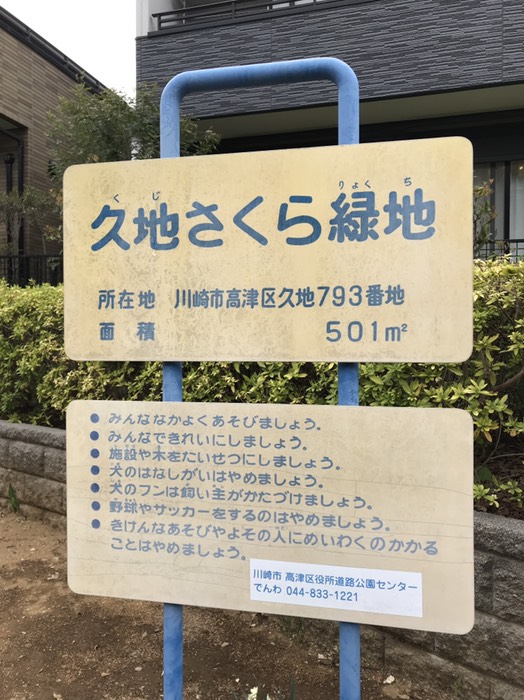 くじ りょくち
久地さくら緑地
所在地 川崎市高津区久地793番地
面積 501m²
● みんななかよくあそびましょう。
● みんなできれいにしましょう。
● 施設や木をたいせつにしましょう。
● 犬のはなしがいはやめましょう。
● 犬のフンは飼い主がかたづけましょう。
● 野球やサッカーをするのはやめましょう。
● きけんなあそびやよその人にめいわくのかかる
ことはやめましょう。
川崎市 高津区役所道路公園センター
でんわ 044-833-1221